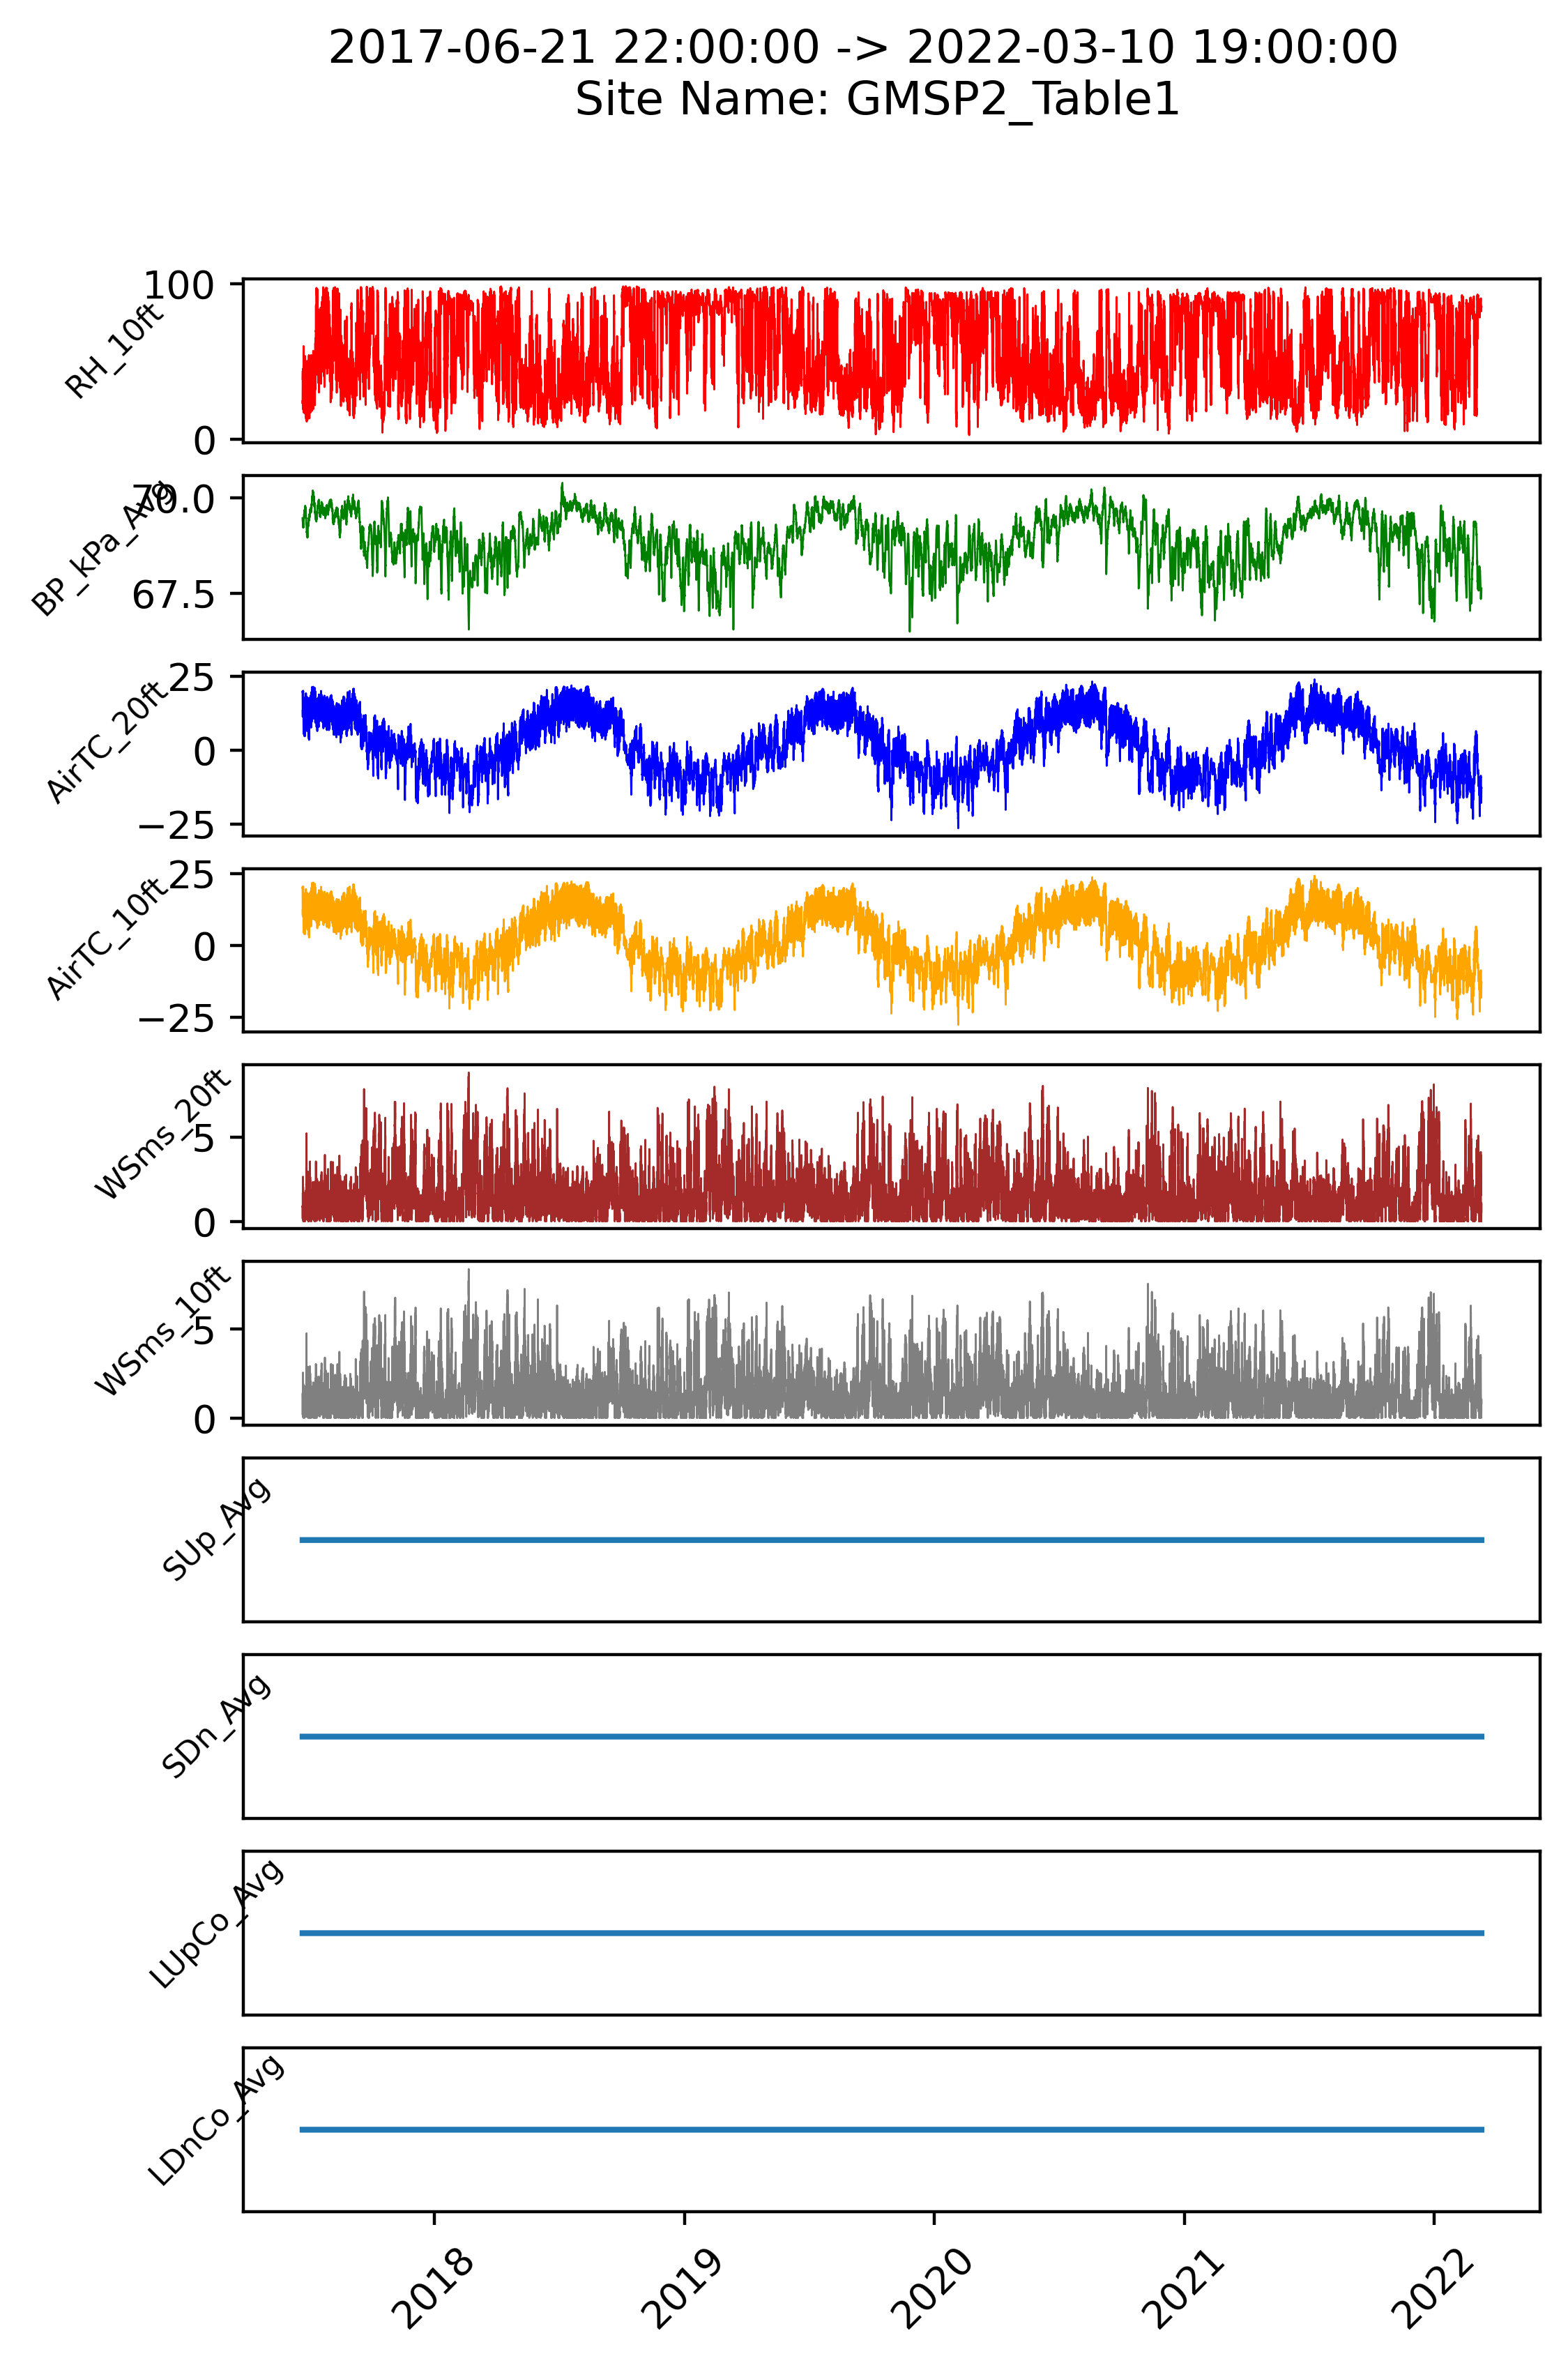 2017-06-21 22:00:00 -> 2022-03-10 19:00:00
Site Name: GMSP2_Table1
RH_10ft
100
0
BP_kPa_Avg
70.0
67.5
AirTC_20ft
25
0
−25
AirTC_10ft
25
0
−25
WSms_20ft
5
0
WSms_10ft
5
0
SUp_Avg
SDn_Avg
LUpCo_Avg
LDnCo_Avg
2018
2019
2020
2021
2022